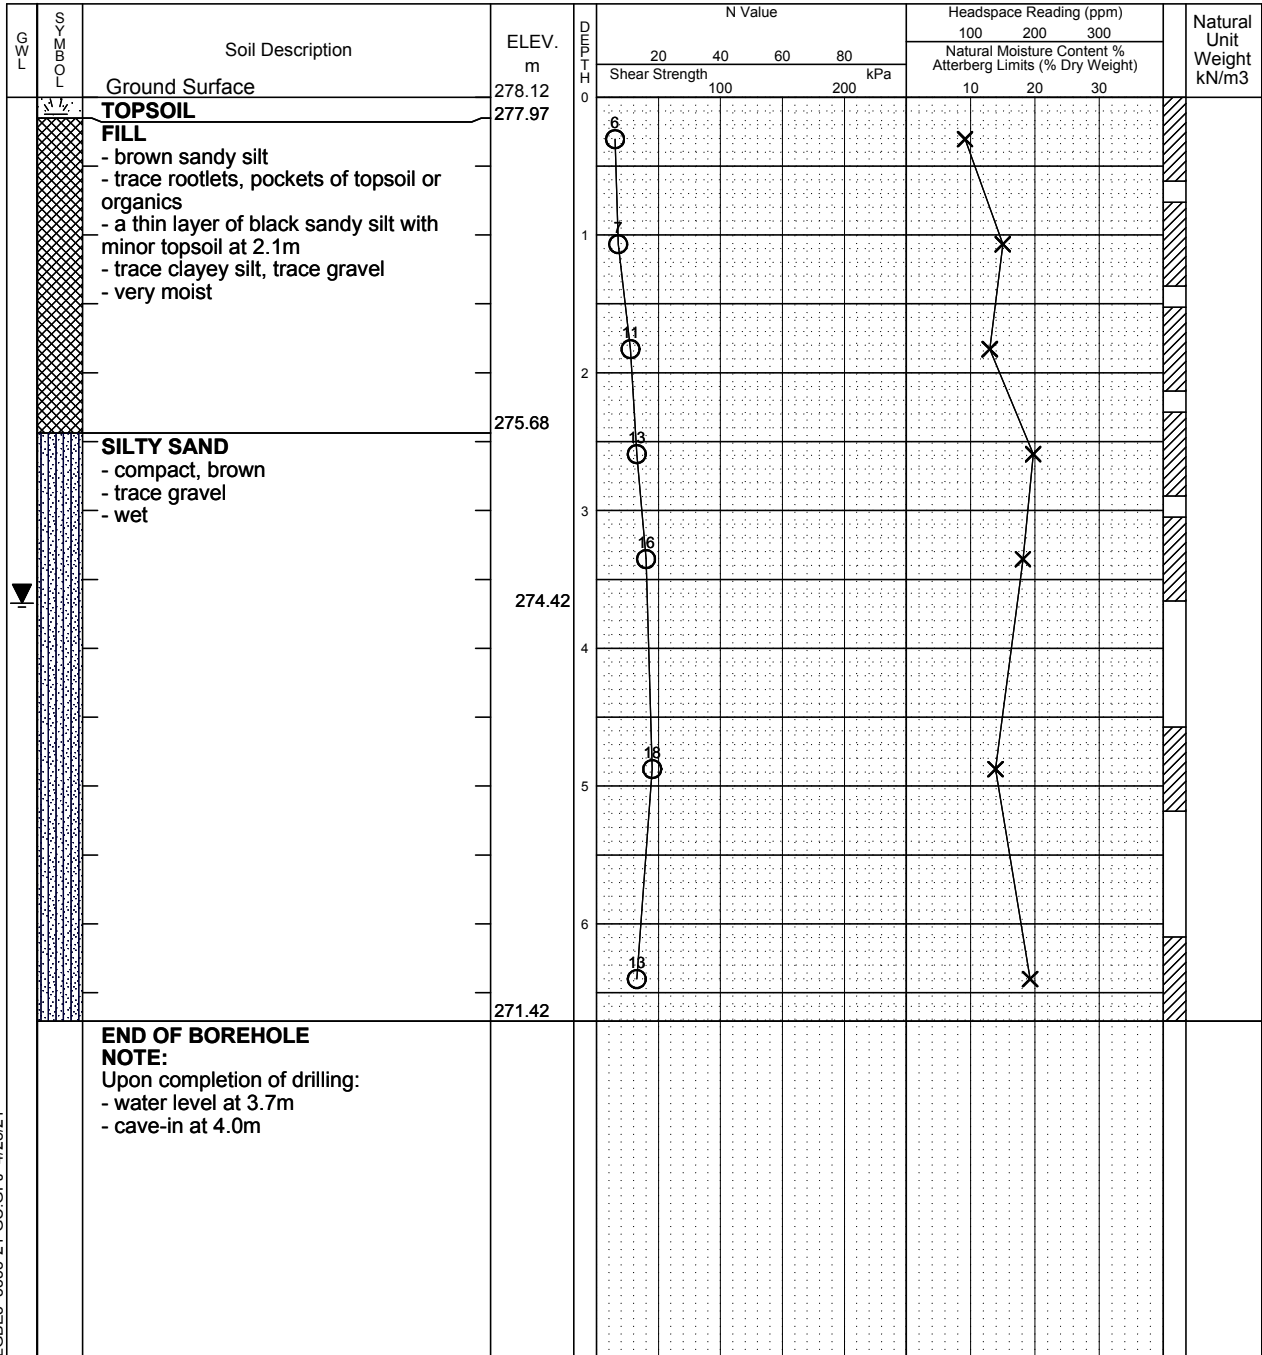 GWL
SYMBOL
Soil Description
Ground Surface
ELEV.
m
278.12
DEPTH
N Value
20 40 60 80
Shear Strength kPa
100 200
Headspace Reading (ppm)
100 200 300
Natural Moisture Content %
Atterberg Limits (% Dry Weight)
10 20 30
Natural
Unit
Weight
kN/m3
0
TOPSOIL
277.97
FILL
- brown sandy silt
- trace rootlets, pockets of topsoil or
organics
- a thin layer of black sandy silt with
minor topsoil at 2.1m
- trace clayey silt, trace gravel
- very moist
6
1
7
11
2
275.68
SILTY SAND
- compact, brown
- trace gravel
- wet
13
3
16
274.42
4
18
5
6
13
271.42
END OF BOREHOLE
NOTE:
Upon completion of drilling:
- water level at 3.7m
- cave-in at 4.0m